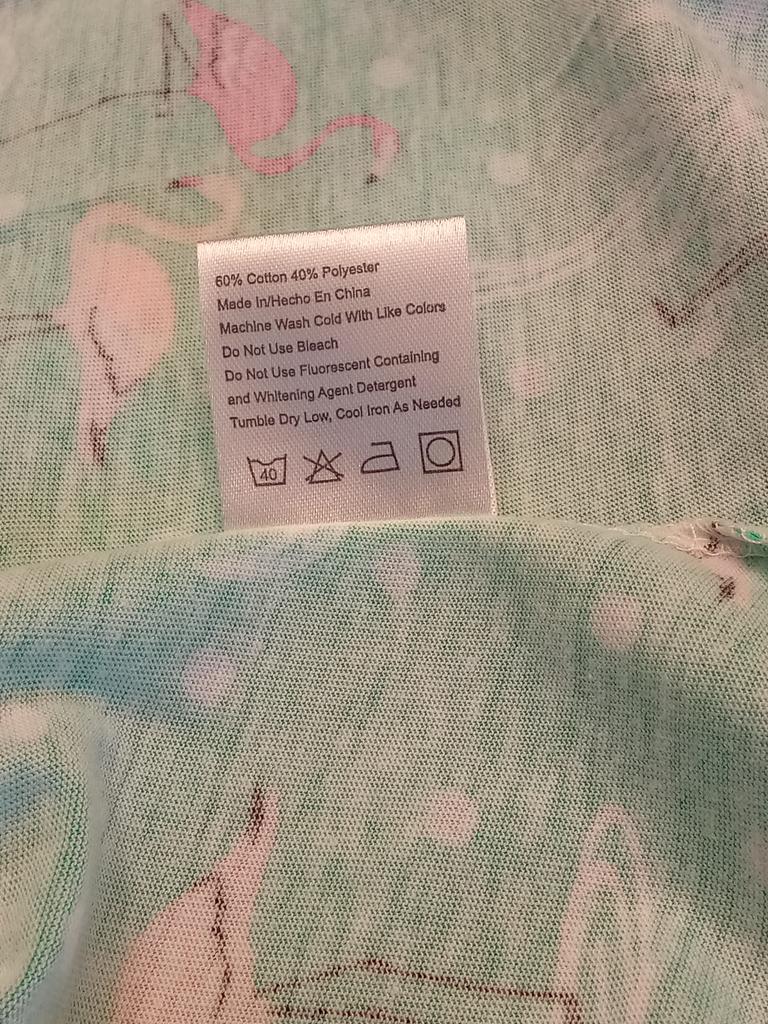 60% Cotton 40% Polyester
Made In/Hecho En China
Machine Wash Cold With Like Colors
Do Not Use Bleach
Do Not Use Fluorescent Containing
and Whitening Agent Detergent
Tumble Dry Low, Cool Iron As Needed
40